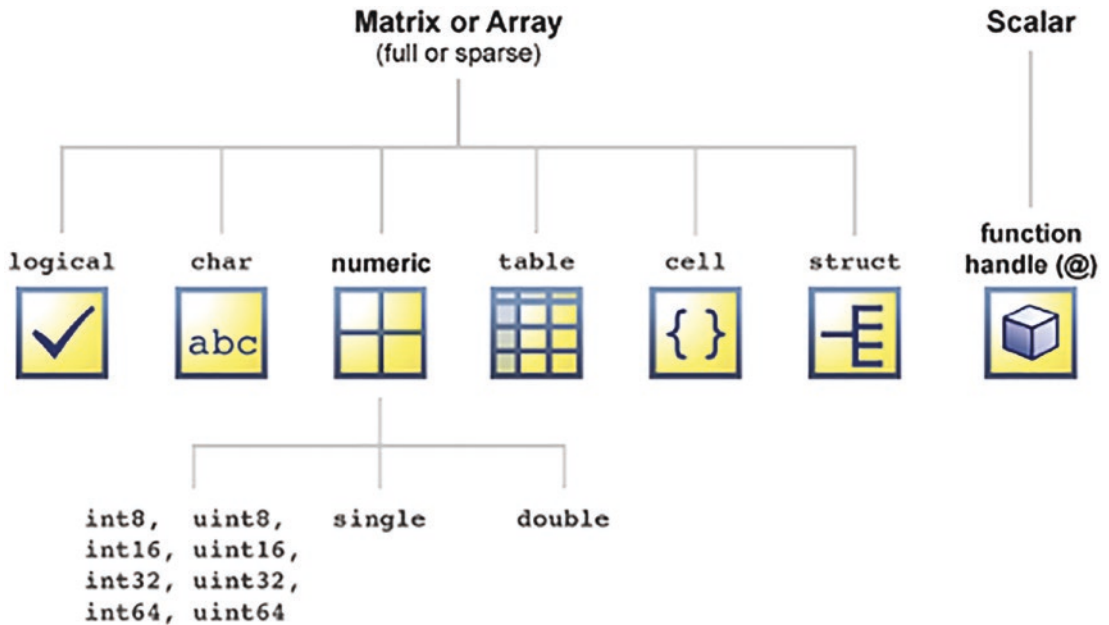 Matrix or Array
(full or sparse)
Scalar
logical
char
numeric
table
cell
struct
function
handle (@)
abc
{ }
int8, uint8,
int16, uint16,
int32, uint32,
int64, uint64
single
double